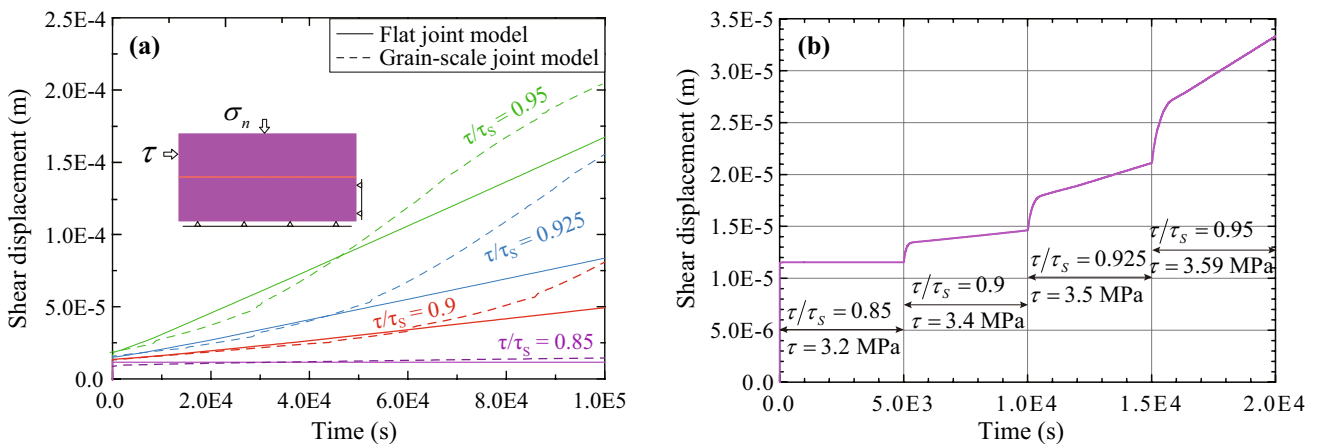 (a)
Flat joint model
Grain-scale joint model
σn
τ
τ/τS = 0.95
τ/τS = 0.925
τ/τS = 0.9
τ/τS = 0.85
Shear displacement (m)
2.5E-4
2.0E-4
1.5E-4
1.0E-4
5.0E-5
0.0
0.0 2.0E4 4.0E4 6.0E4 8.0E4 1.0E5
Time (s)
(b)
Shear displacement (m)
3.5E-5
3.0E-5
2.5E-5
2.0E-5
1.5E-5
1.0E-5
5.0E-6
0.0
τ/τS = 0.85
τ = 3.2 MPa
τ/τS = 0.9
τ = 3.4 MPa
τ/τS = 0.925
τ = 3.5 MPa
τ/τS = 0.95
τ = 3.59 MPa
0.0 5.0E3 1.0E4 1.5E4 2.0E4
Time (s)